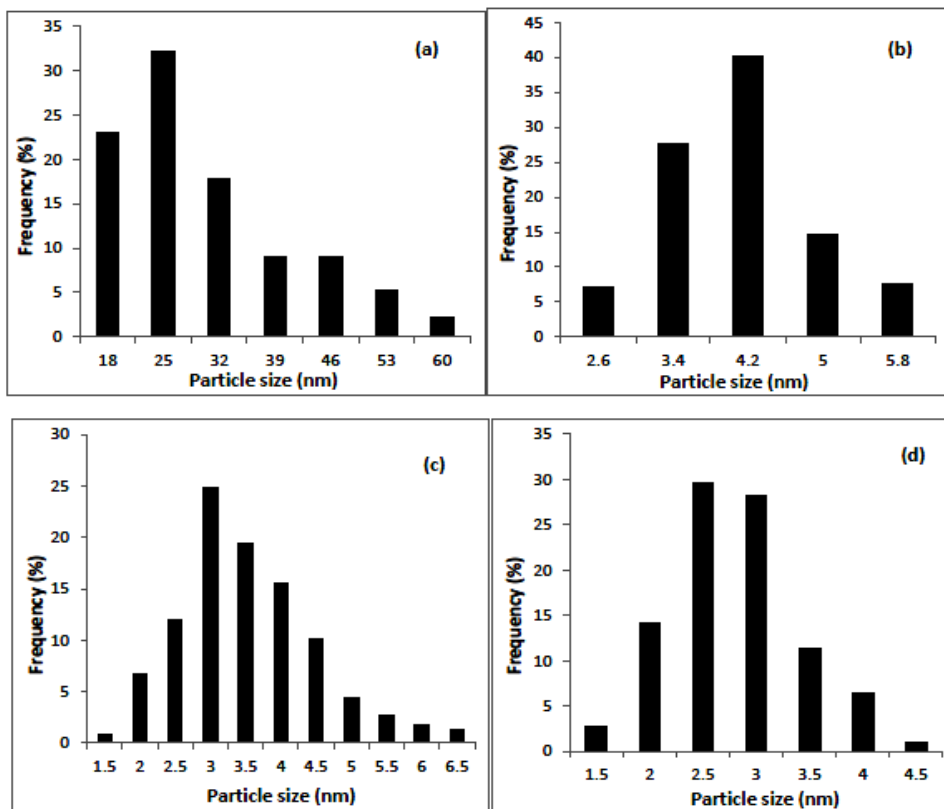 (a)
Frequency (%)
35
30
25
20
15
10
5
0
18 25 32 39 46 53 60
Particle size (nm)
(b)
Frequency (%)
45
40
35
30
25
20
15
10
5
0
2.6 3.4 4.2 5 5.8
Particle size (nm)
(c)
Frequency (%)
30
25
20
15
10
5
0
1.5 2 2.5 3 3.5 4 4.5 5 5.5 6 6.5
Particle size (nm)
(d)
Frequency (%)
35
30
25
20
15
10
5
0
1.5 2 2.5 3 3.5 4 4.5
Particle size (nm)